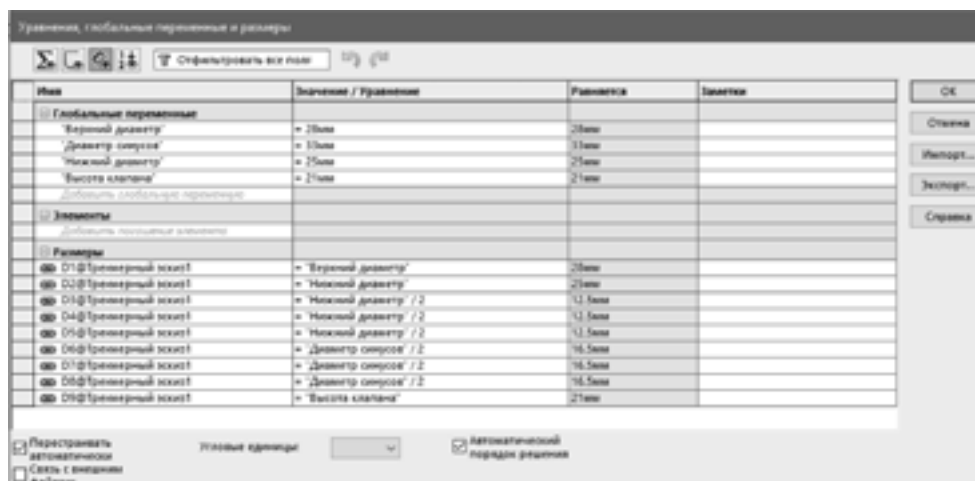 Уравнения, глобальные переменные и размеры
Отфильтровать все поля
Имя Значение / Уравнение Равняется Заметки
Глобальные переменные
"Верхний диаметр" = 28мм 28мм
"Диаметр синусов" = 33мм 33мм
"Нижний диаметр" = 25мм 25мм
"Высота клапана" = 21мм 21мм
Добавить глобальную переменную
Элементы
Добавить погашение элемента
Размеры
D1@Трехмерный эскиз1 = "Верхний диаметр" 28мм
D2@Трехмерный эскиз1 = "Нижний диаметр" 25мм
D3@Трехмерный эскиз1 = "Нижний диаметр" / 2 12.5мм
D4@Трехмерный эскиз1 = "Нижний диаметр" / 2 12.5мм
D5@Трехмерный эскиз1 = "Нижний диаметр" / 2 12.5мм
D6@Трехмерный эскиз1 = "Диаметр синусов" / 2 16.5мм
D7@Трехмерный эскиз1 = "Диаметр синусов" / 2 16.5мм
D8@Трехмерный эскиз1 = "Диаметр синусов" / 2 16.5мм
D9@Трехмерный эскиз1 = "Высота клапана" 21мм
OK
Отмена
Импорт...
Экспорт...
Справка
Перестраивать
автоматически
Угловые единицы:
Автоматический
порядок решения
Связь с внешним